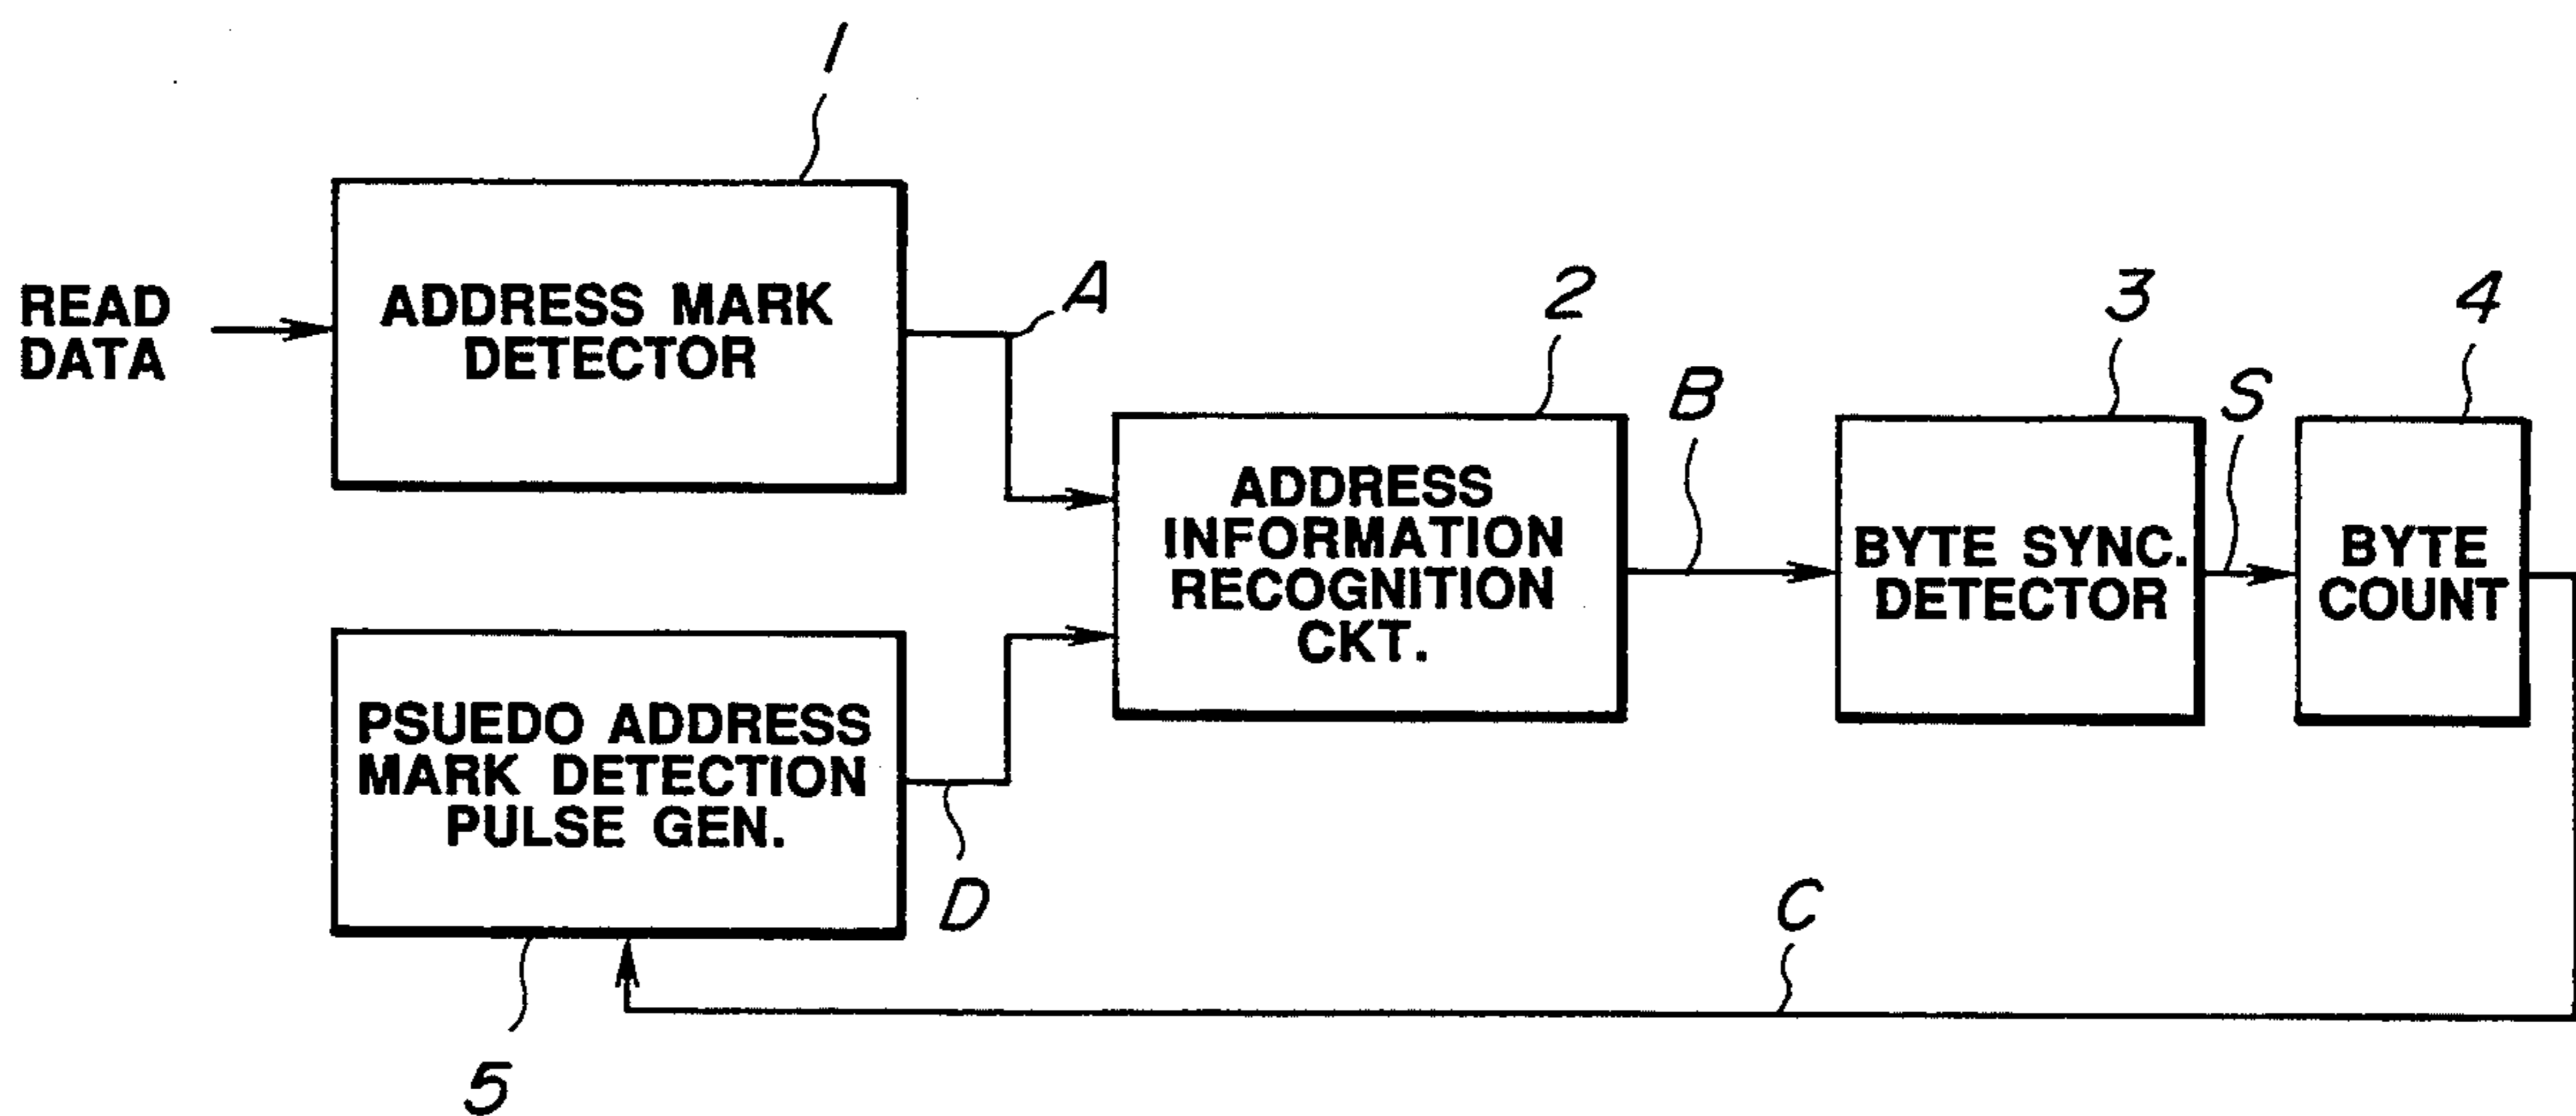 1
READ
DATA
ADDRESS MARK
DETECTOR
A
2
ADDRESS
INFORMATION
RECOGNITION
CKT.
B
3
BYTE SYNC.
DETECTOR
S
4
BYTE
COUNT
PSUEDO ADDRESS
MARK DETECTION
PULSE GEN.
D
C
5